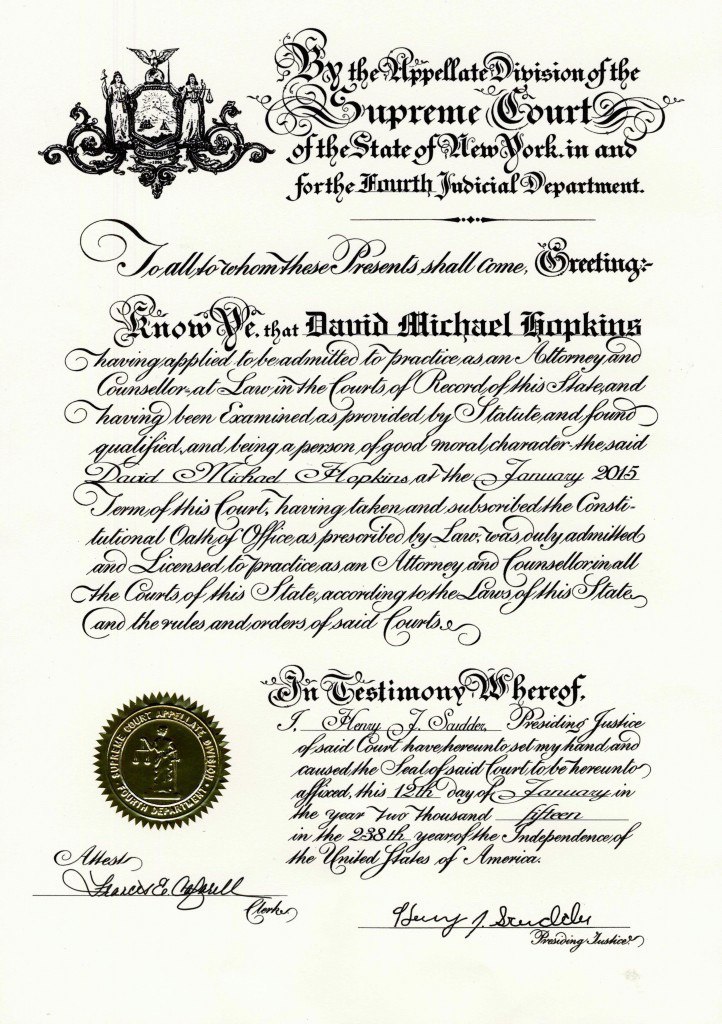 By the Appellate Division of the
Supreme Court
of the State of New York, in and
for the Fourth Judicial Department.
To all to whom these Presents shall come, Greeting:-
Know Ye, that David Michael Hopkins
having applied to be admitted to practice as an Attorney and
Counsellor-at Law, in the Courts of Record of this State, and
having been Examined as provided by Statute, and found
qualified, and being a person of good moral character-the said
David Michael Hopkins at the January 2015
Term of this Court, having taken and subscribed the Consti-
tutional Oath of Office, as prescribed by Law, was duly admitted
and Licensed to practice as an Attorney and Counsellor in all
the Courts of this State, according to the Laws of this State
and the rules and orders of said Courts.
In Testimony Whereof,
I, Henry J. Scudder, Presiding Justice
of said Court have hereunto set my hand and
caused the Seal of said Court to be hereunto
affixed, this 12th day of January in
the year two thousand fifteen
in the 238th year of the Independence of
the United States of America.
SUPREME COURT APPELLATE DIVISION
FOURTH DEPARTMENT
Attest
Frances E. Cafarell
Clerk
Henry J. Scudder
Presiding Justice